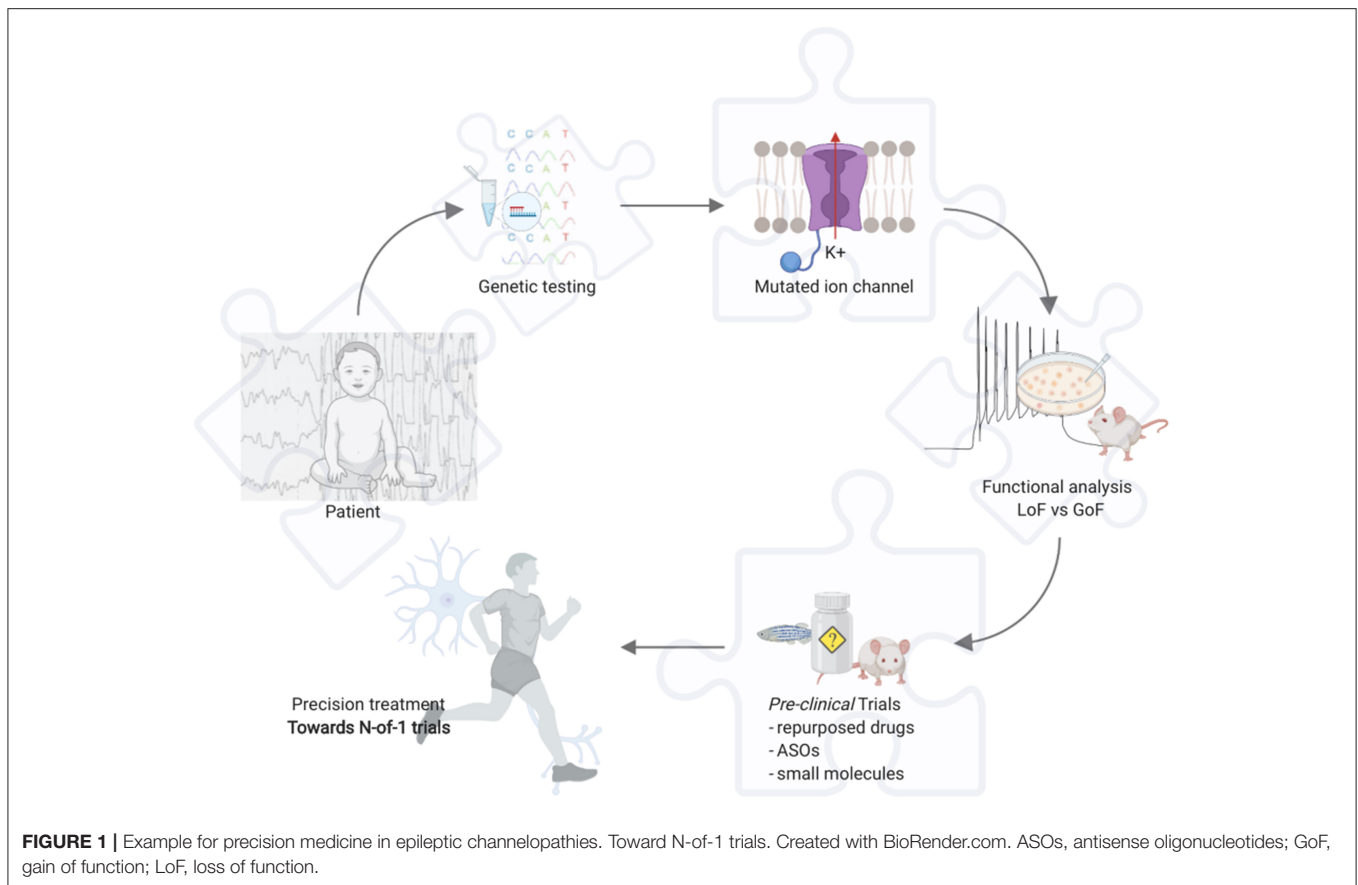 C C A T
C C A T
A T
C C A T
Genetic testing
K+
Mutated ion channel
Functional analysis
LoF vs GoF
?
Pre-clinical Trials
- repurposed drugs
- ASOs
- small molecules
Precision treatment
Towards N-of-1 trials
Patient
FIGURE 1 | Example for precision medicine in epileptic channelopathies. Toward N-of-1 trials. Created with BioRender.com. ASOs, antisense oligonucleotides; GoF,
gain of function; LoF, loss of function.